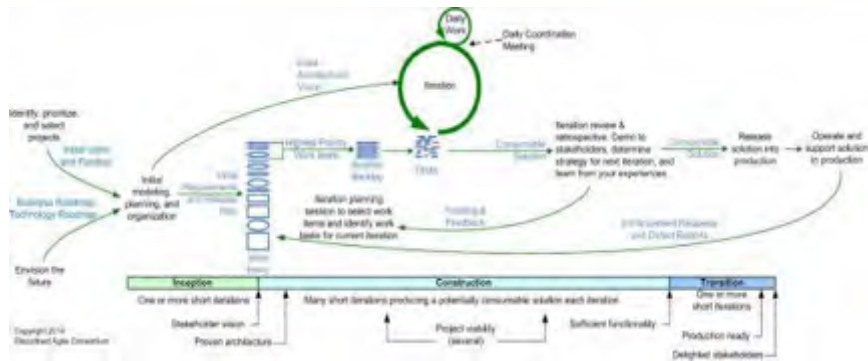 Daily
Work
Daily Coordination
Meeting
Initial
Architectural
Vision
Iteration
Identify, prioritize,
and select
projects
Initial Vision
and Funding
Business Roadmap,
Technology Roadmap
Envision the
future
Initial
modeling,
planning, and
organization
Initial
Requirements
and Release
Plan
Highest-Priority
Work Items
Iteration
Backlog
Tasks
Work
Items
Consumable
Solution
Iteration review &
retrospective: Demo to
stakeholders, determine
strategy for next iteration, and
learn from your experiences
Consumable
Solution
Release
solution into
production
Operate and
support solution
in production
Iteration planning
session to select work
items and identify work
tasks for current iteration
Funding &
Feedback
Enhancement Requests
and Defect Reports
Inception
Construction
Transition
One or more short iterations
Many short iterations producing a potentially consumable solution each iteration
One or more
short iterations
Stakeholder vision
Proven architecture
Project viability
(several)
Sufficient functionality
Production ready
Delighted stakeholders
Copyright 2014
Disciplined Agile Consortium